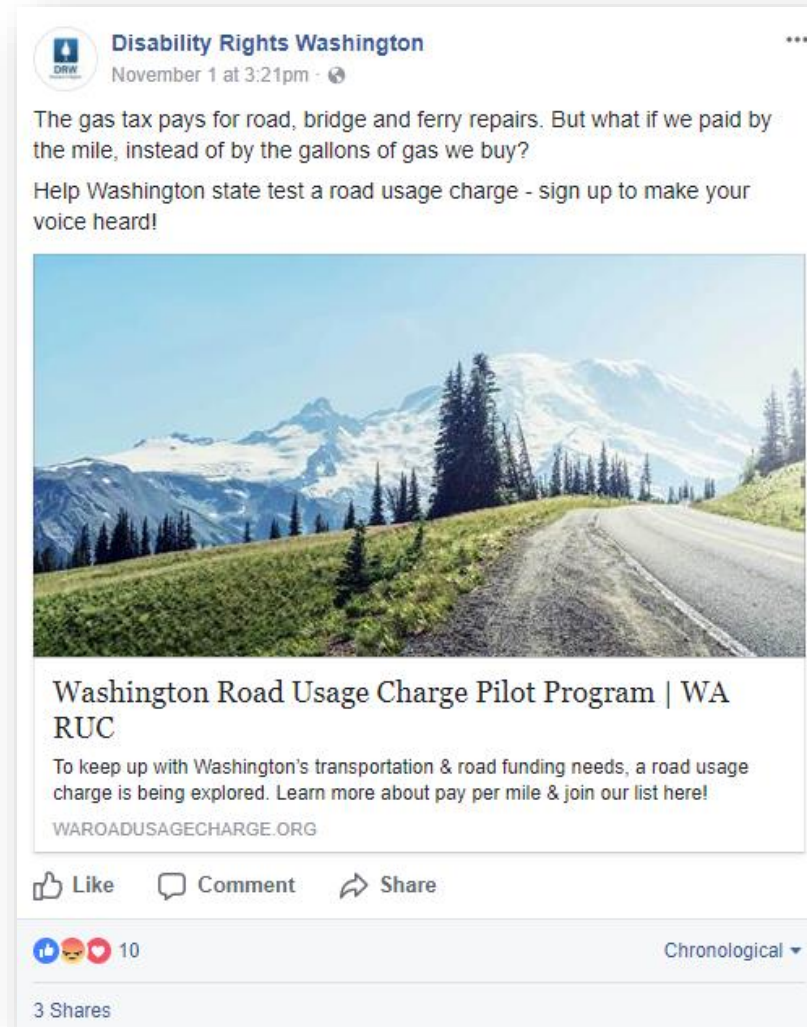 Disability Rights Washington
DRW
November 1 at 3:21pm ·
The gas tax pays for road, bridge and ferry repairs. But what if we paid by
the mile, instead of by the gallons of gas we buy?
Help Washington state test a road usage charge - sign up to make your
voice heard!
Washington Road Usage Charge Pilot Program | WA
RUC
To keep up with Washington's transportation & road funding needs, a road usage
charge is being explored. Learn more about pay per mile & join our list here!
WAROADUSAGECHARGE.ORG
Like Comment Share
10 Chronological
3 Shares